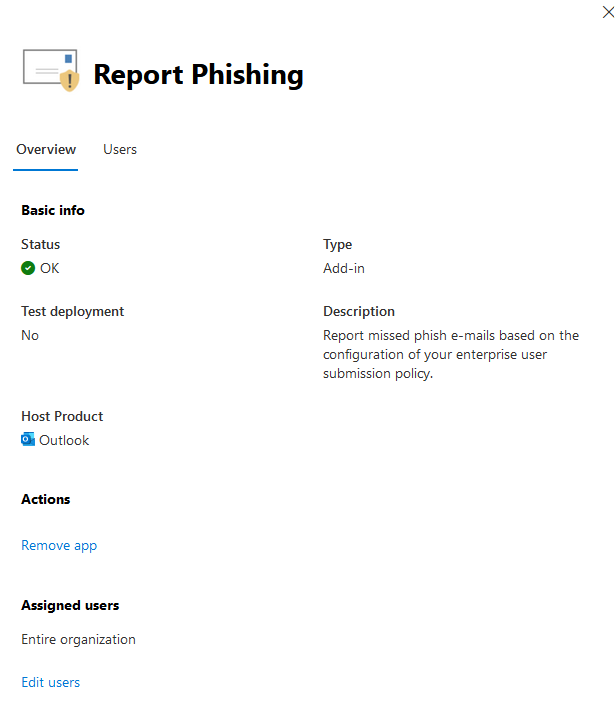 Report Phishing
Overview
Users
Basic info
Status
OK
Type
Add-in
Test deployment
No
Description
Report missed phish e-mails based on the
configuration of your enterprise user
submission policy.
Host Product
Outlook
Actions
Remove app
Assigned users
Entire organization
Edit users